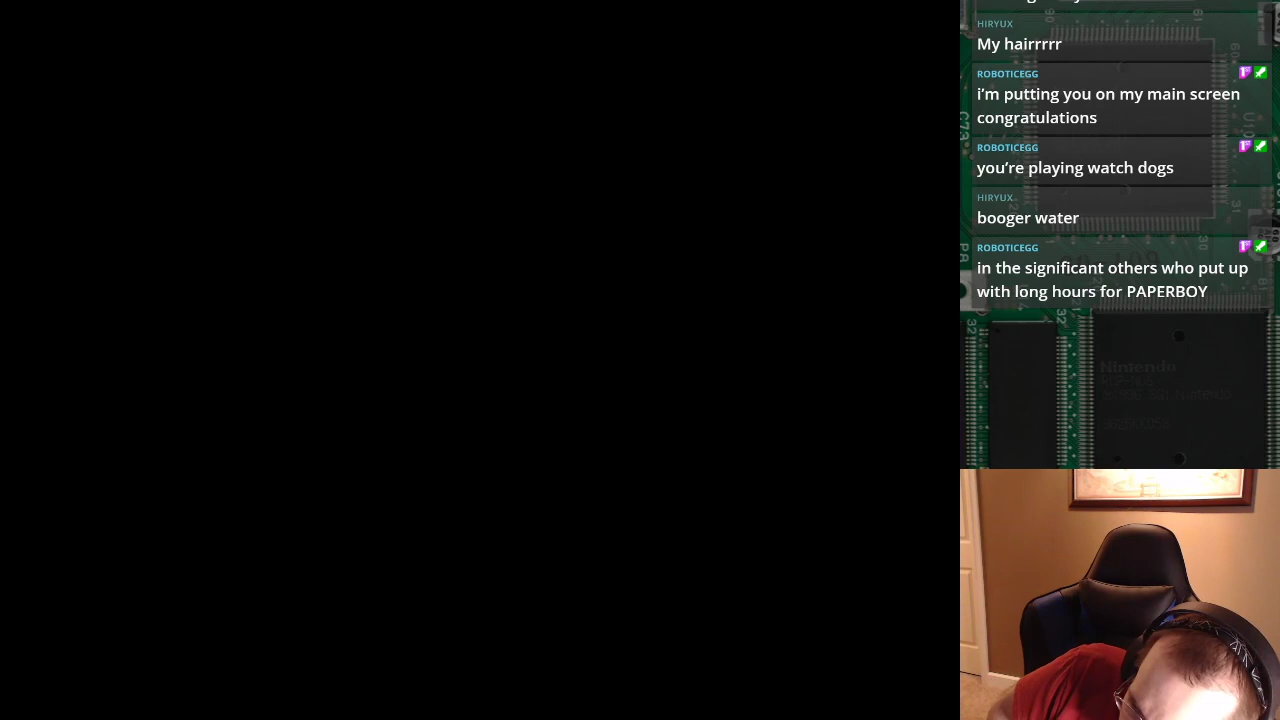 HIRYUX
My hairrrrr
ROBOTICEGG
i'm putting you on my main screen
congratulations
ROBOTICEGG
you're playing watch dogs
HIRYUX
booger water
ROBOTICEGG
in the significant others who put up
with long hours for PAPERBOY
Nintendo